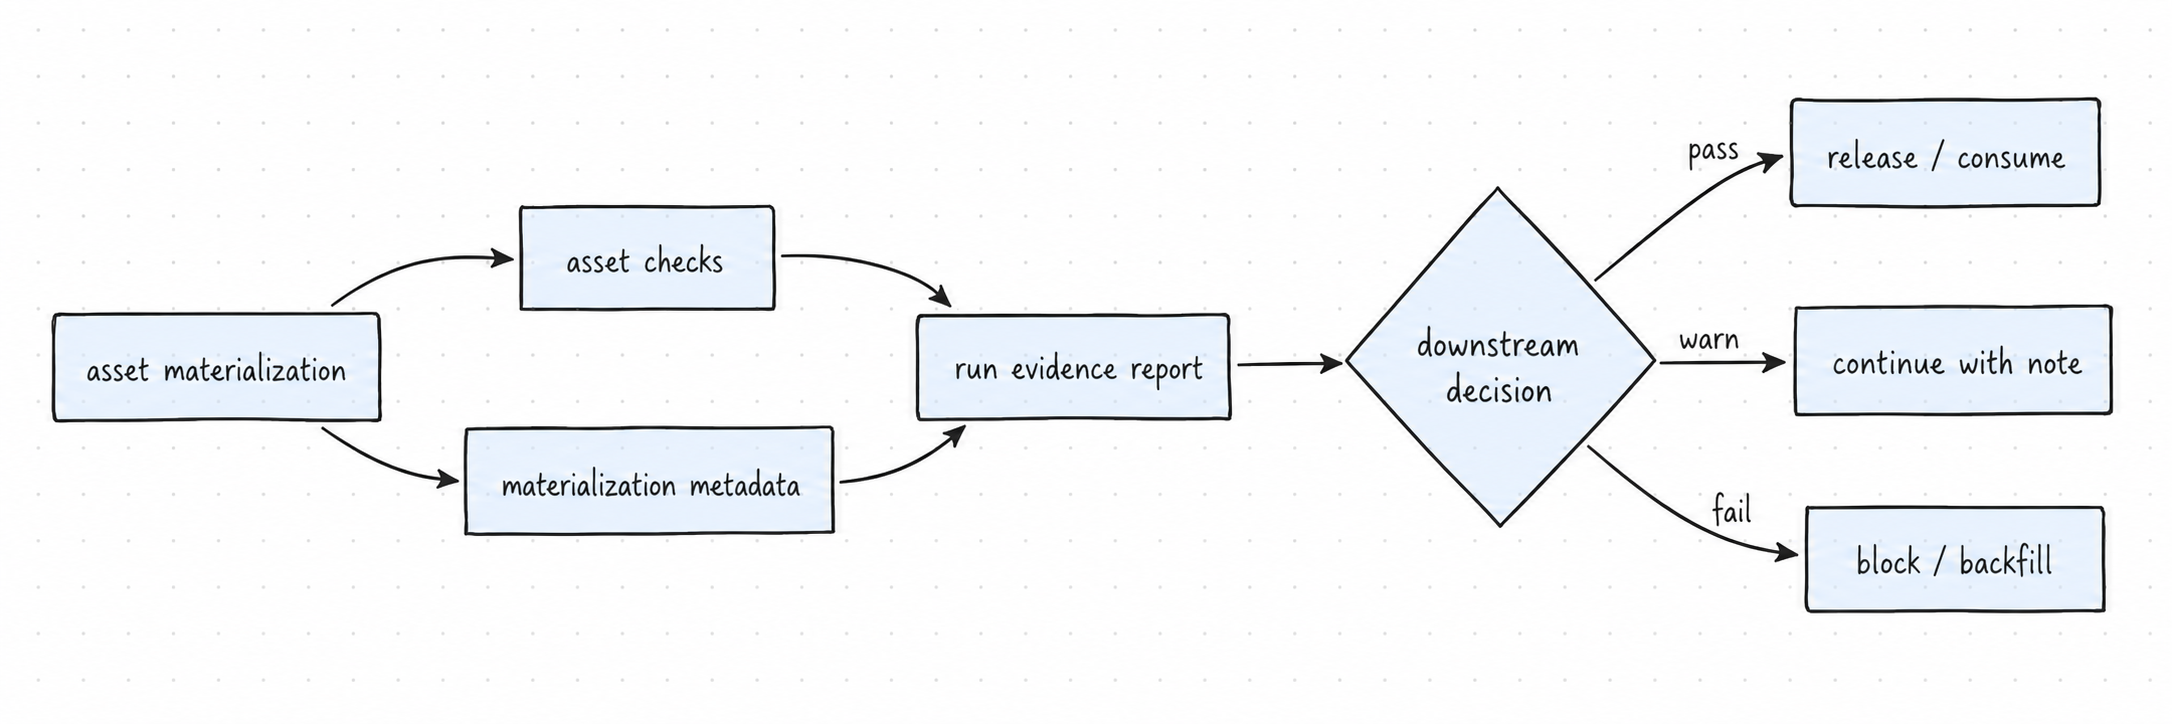 asset materialization
asset checks
materialization metadata
run evidence report
downstream
decision
pass
release / consume
warn
continue with note
fail
block / backfill